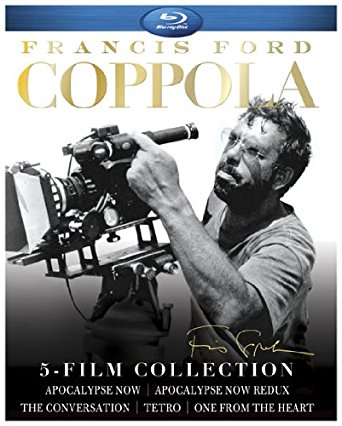 Blu-ray Disc
FRANCIS FORD
COPPOLA
5-FILM COLLECTION
APOCALYPSE NOW | APOCALYPSE NOW REDUX
THE CONVERSATION | TETRO | ONE FROM THE HEART